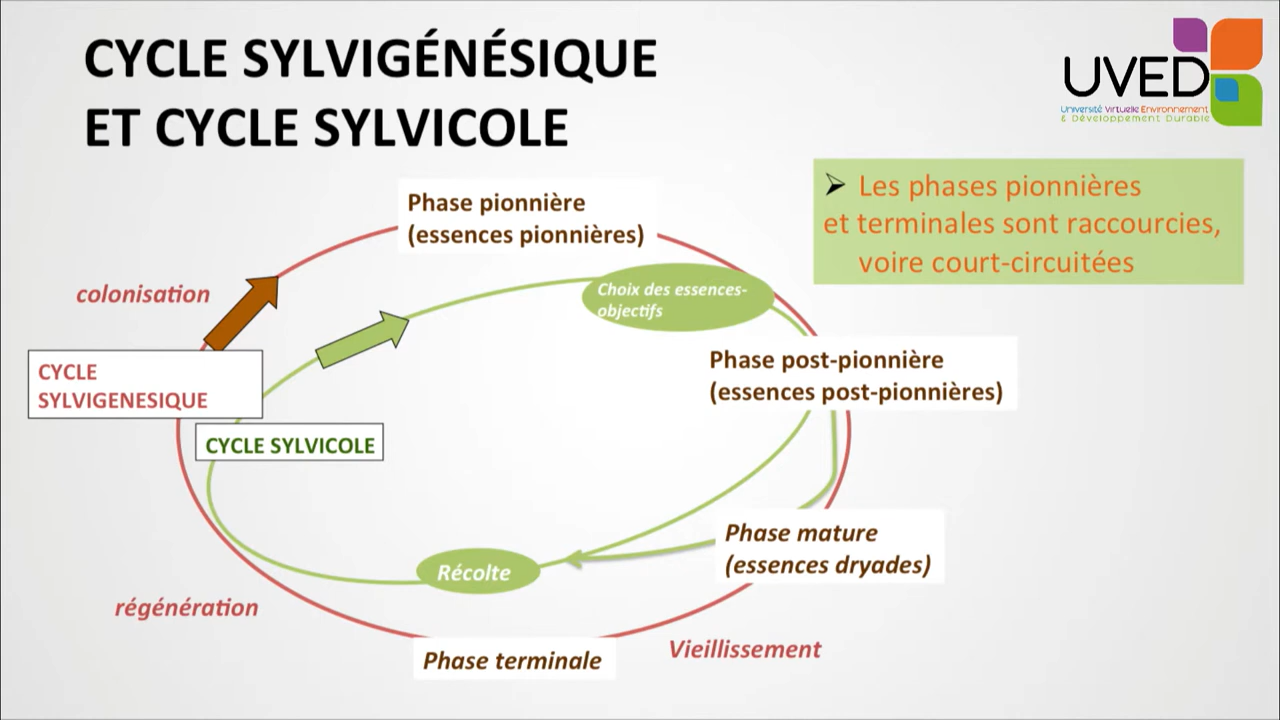 CYCLE SYLVIGÉNÉSIQUE
ET CYCLE SYLVICOLE
UVED
Université Virtuelle Environnement
& Développement Durable
➢ Les phases pionnières
et terminales sont raccourcies,
voire court-circuitées
Phase pionnière
(essences pionnières)
colonisation
Choix des essences-
objectifs
CYCLE
SYLVIGENESIQUE
Phase post-pionnière
(essences post-pionnières)
CYCLE SYLVICOLE
Phase mature
(essences dryades)
Récolte
régénération
Vieillissement
Phase terminale